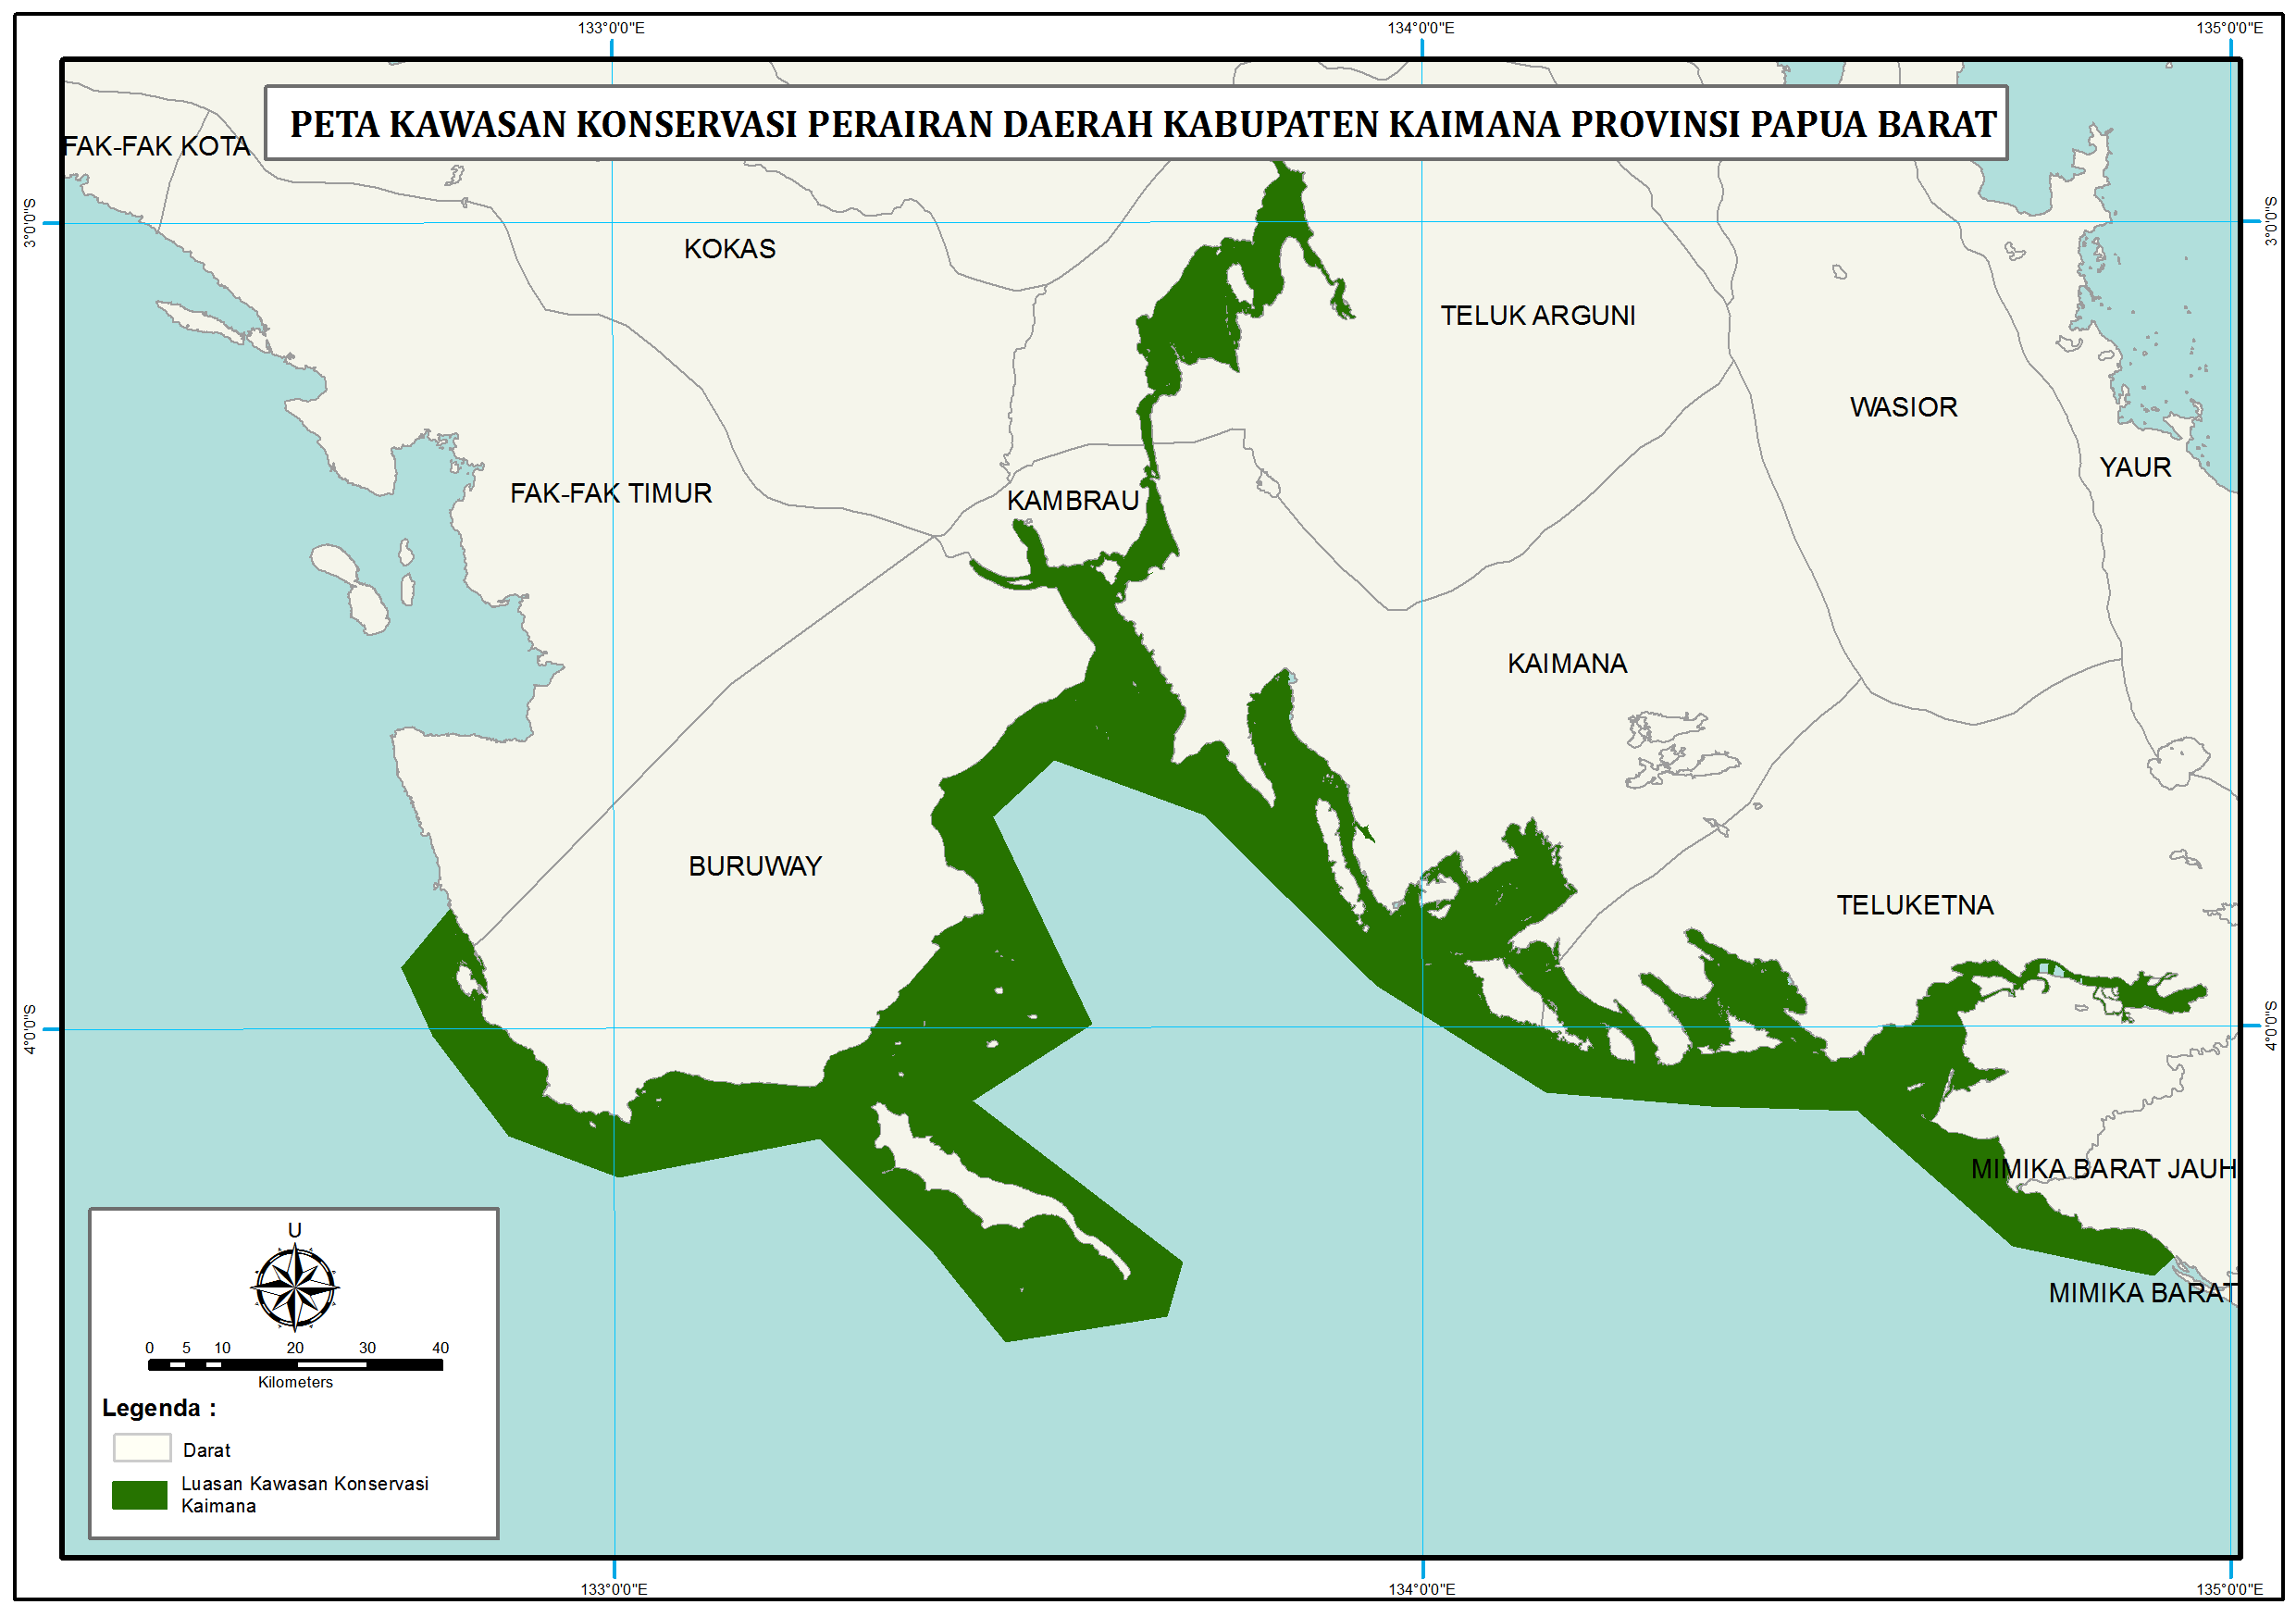 133°0'0"E
134°0'0"E
135°0'0"E
PETA KAWASAN KONSERVASI PERAIRAN DAERAH KABUPATEN KAIMANA PROVINSI PAPUA BARAT
FAK-FAK KOTA
3°0'0"S
3°0'0"S
KOKAS
TELUK ARGUNI
WASIOR
YAUR
FAK-FAK TIMUR
KAMBRAU
KAIMANA
BURUWAY
TELUKETNA
4°0'0"S
4°0'0"S
MIMIKA BARAT JAUH
MIMIKA BARAT
U
0 5 10 20 30 40
Kilometers
Legenda :
Darat
Luasan Kawasan Konservasi
Kaimana
133°0'0"E
134°0'0"E
135°0'0"E